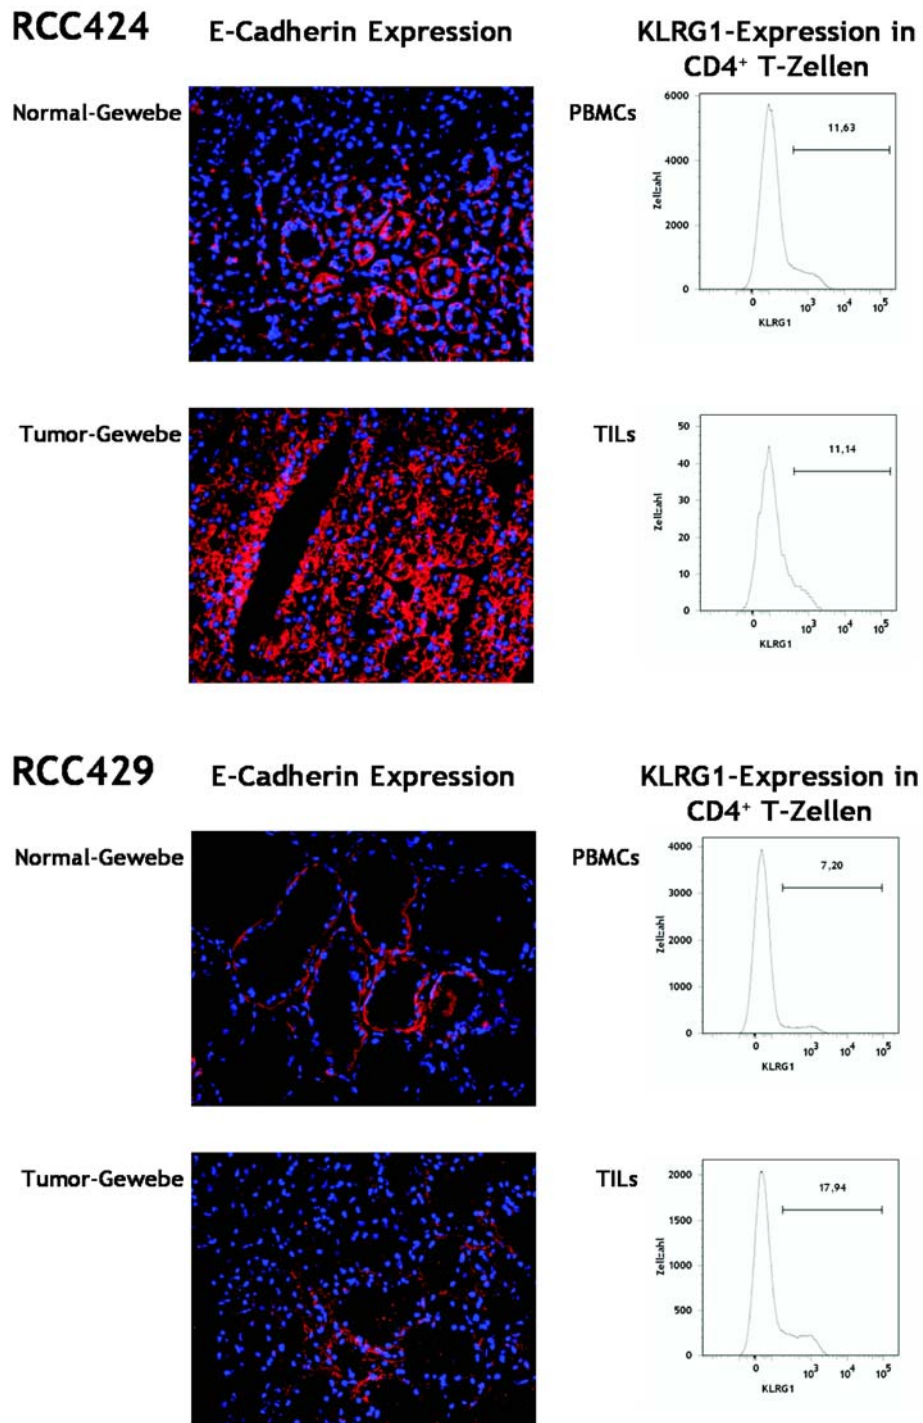 RCC424
E-Cadherin Expression
KLRG1-Expression in
CD4⁺ T-Zellen
Normal-Gewebe
PBMCs
6000
4000
2000
0
Zellzahl
11,63
0 10³ 10⁴ 10⁵
KLRG1
Tumor-Gewebe
TILs
50
40
30
20
10
0
Zellzahl
11,14
0 10³ 10⁴ 10⁵
KLRG1
RCC429
E-Cadherin Expression
KLRG1-Expression in
CD4⁺ T-Zellen
Normal-Gewebe
PBMCs
4000
3000
2000
1000
0
Zellzahl
7,20
0 10³ 10⁴ 10⁵
KLRG1
Tumor-Gewebe
TILs
2000
1500
1000
500
0
Zellzahl
17,94
0 10³ 10⁴ 10⁵
KLRG1